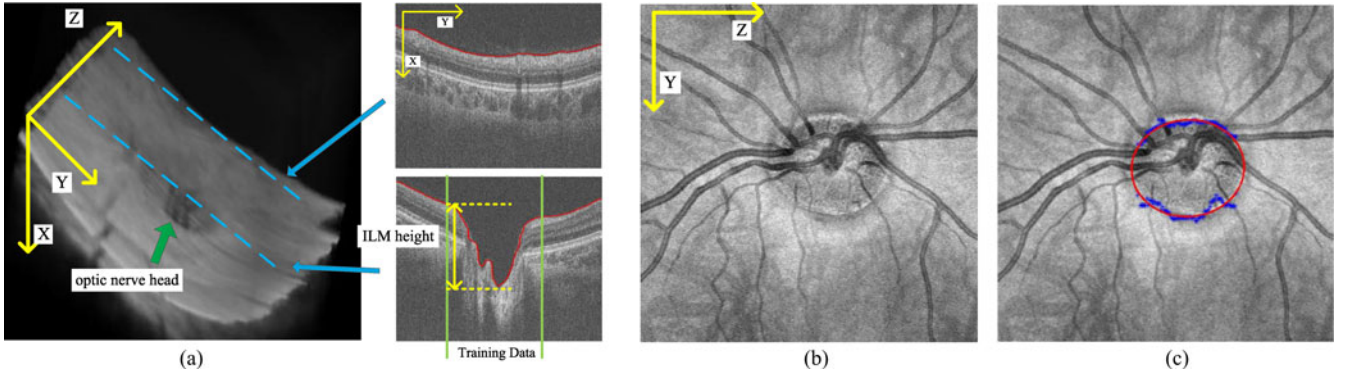 Z
Y
X
optic nerve head
Y
X
ILM height
Training Data
Z
Y
(a)
(b)
(c)